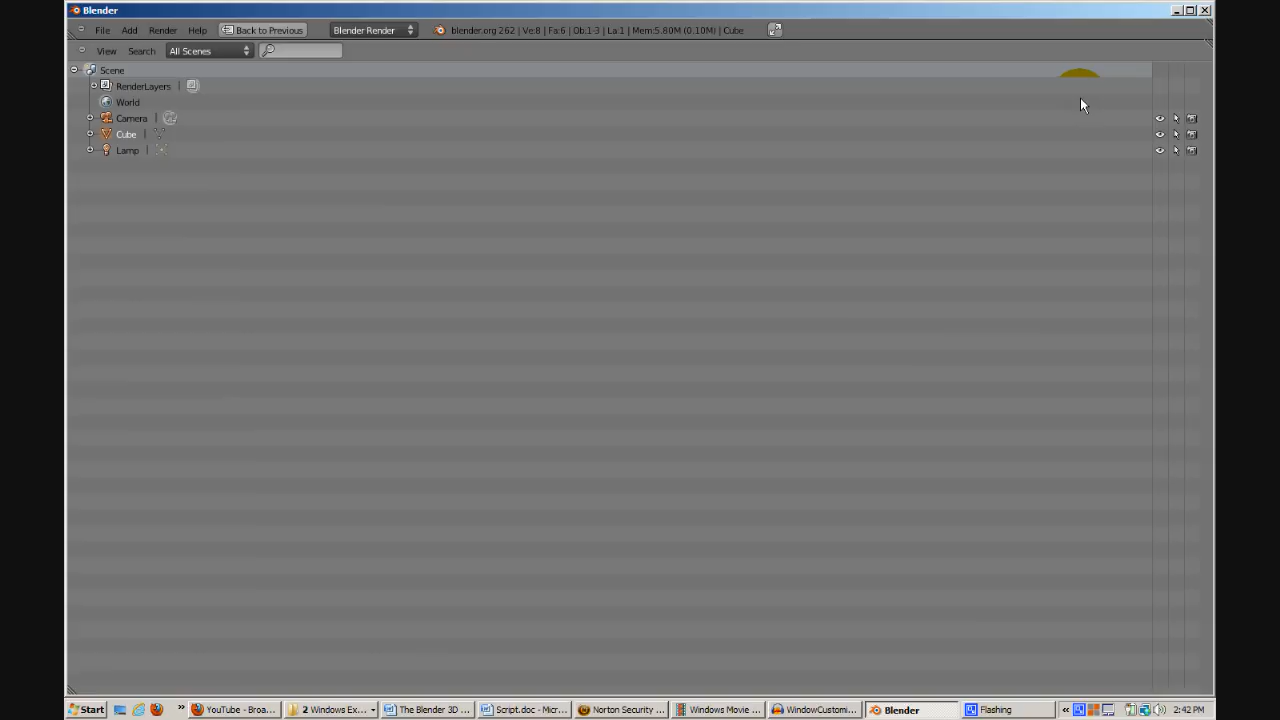 Blender
File Add Render Help Back to Previous Blender Render blender.org 262 | Ve:8 | Fa:6 | Ob:1-3 | La:1 | Mem:5.80M (0.10M) | Cube
View Search All Scenes
Scene
RenderLayers |
World
Camera |
Cube |
Lamp |
Start » YouTube - Broa... 2 Windows Ex... The Blender 3D ... Script.doc - Micr... Norton Security ... Windows Movie ... WindowCustomi... Blender Flashing « 2:42 PM